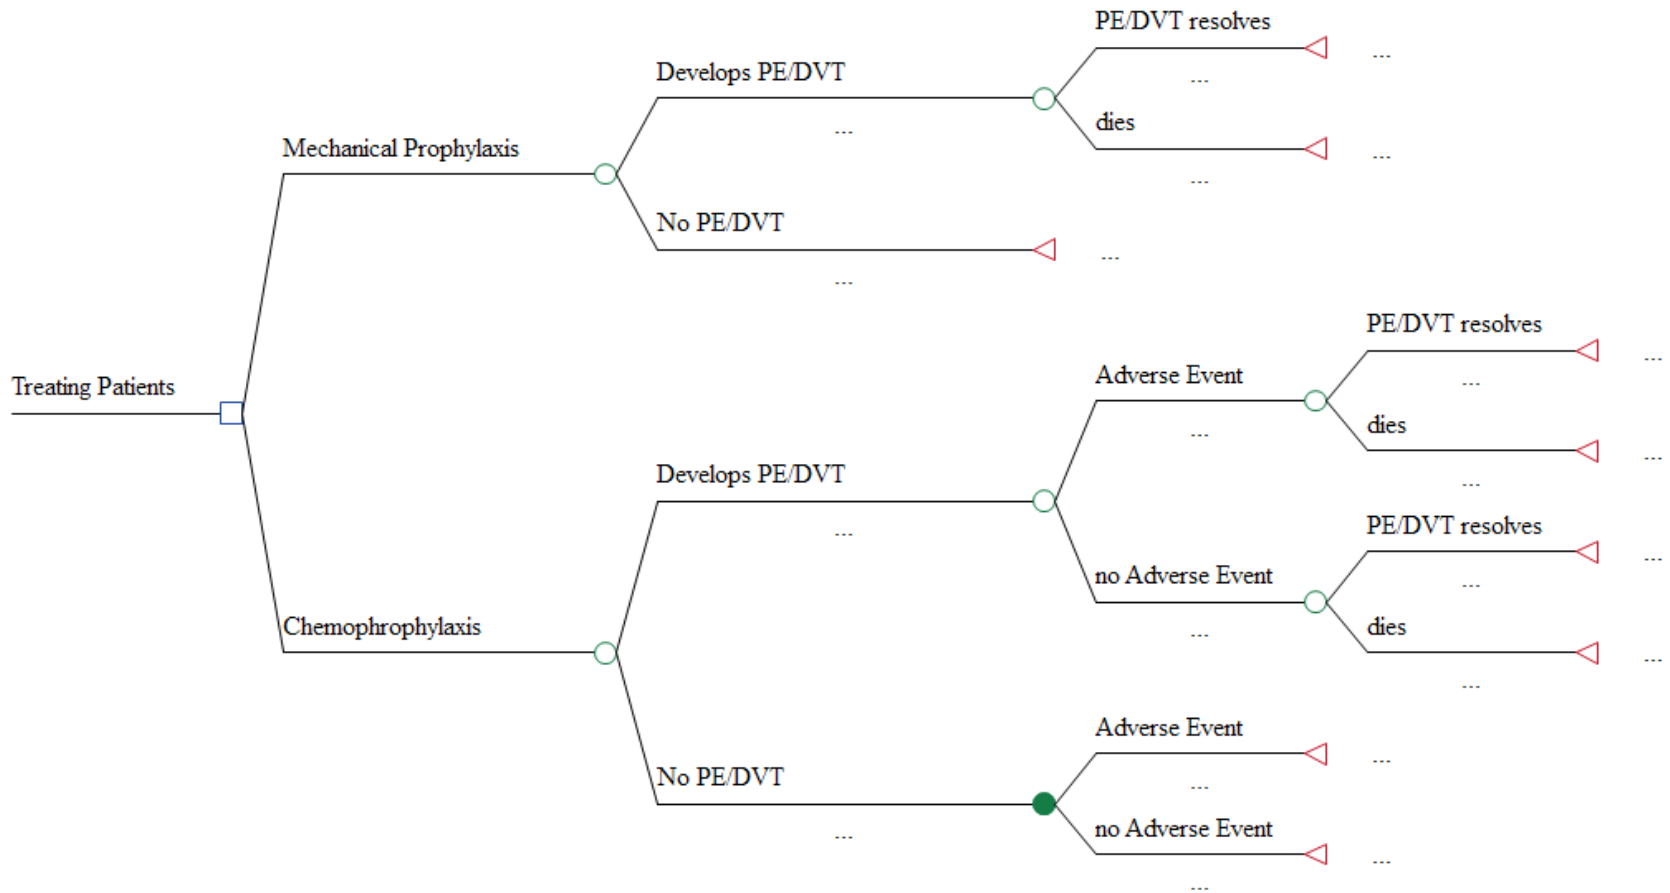 PE/DVT resolves
...
Develops PE/DVT
...
dies
...
...
Mechanical Prophylaxis
...
No PE/DVT
...
...
PE/DVT resolves
...
Treating Patients
Adverse Event
...
...
dies
...
Develops PE/DVT
...
...
PE/DVT resolves
...
no Adverse Event
...
...
Chemophrophylaxis
dies
...
...
Adverse Event
...
No PE/DVT
...
...
no Adverse Event
...
...